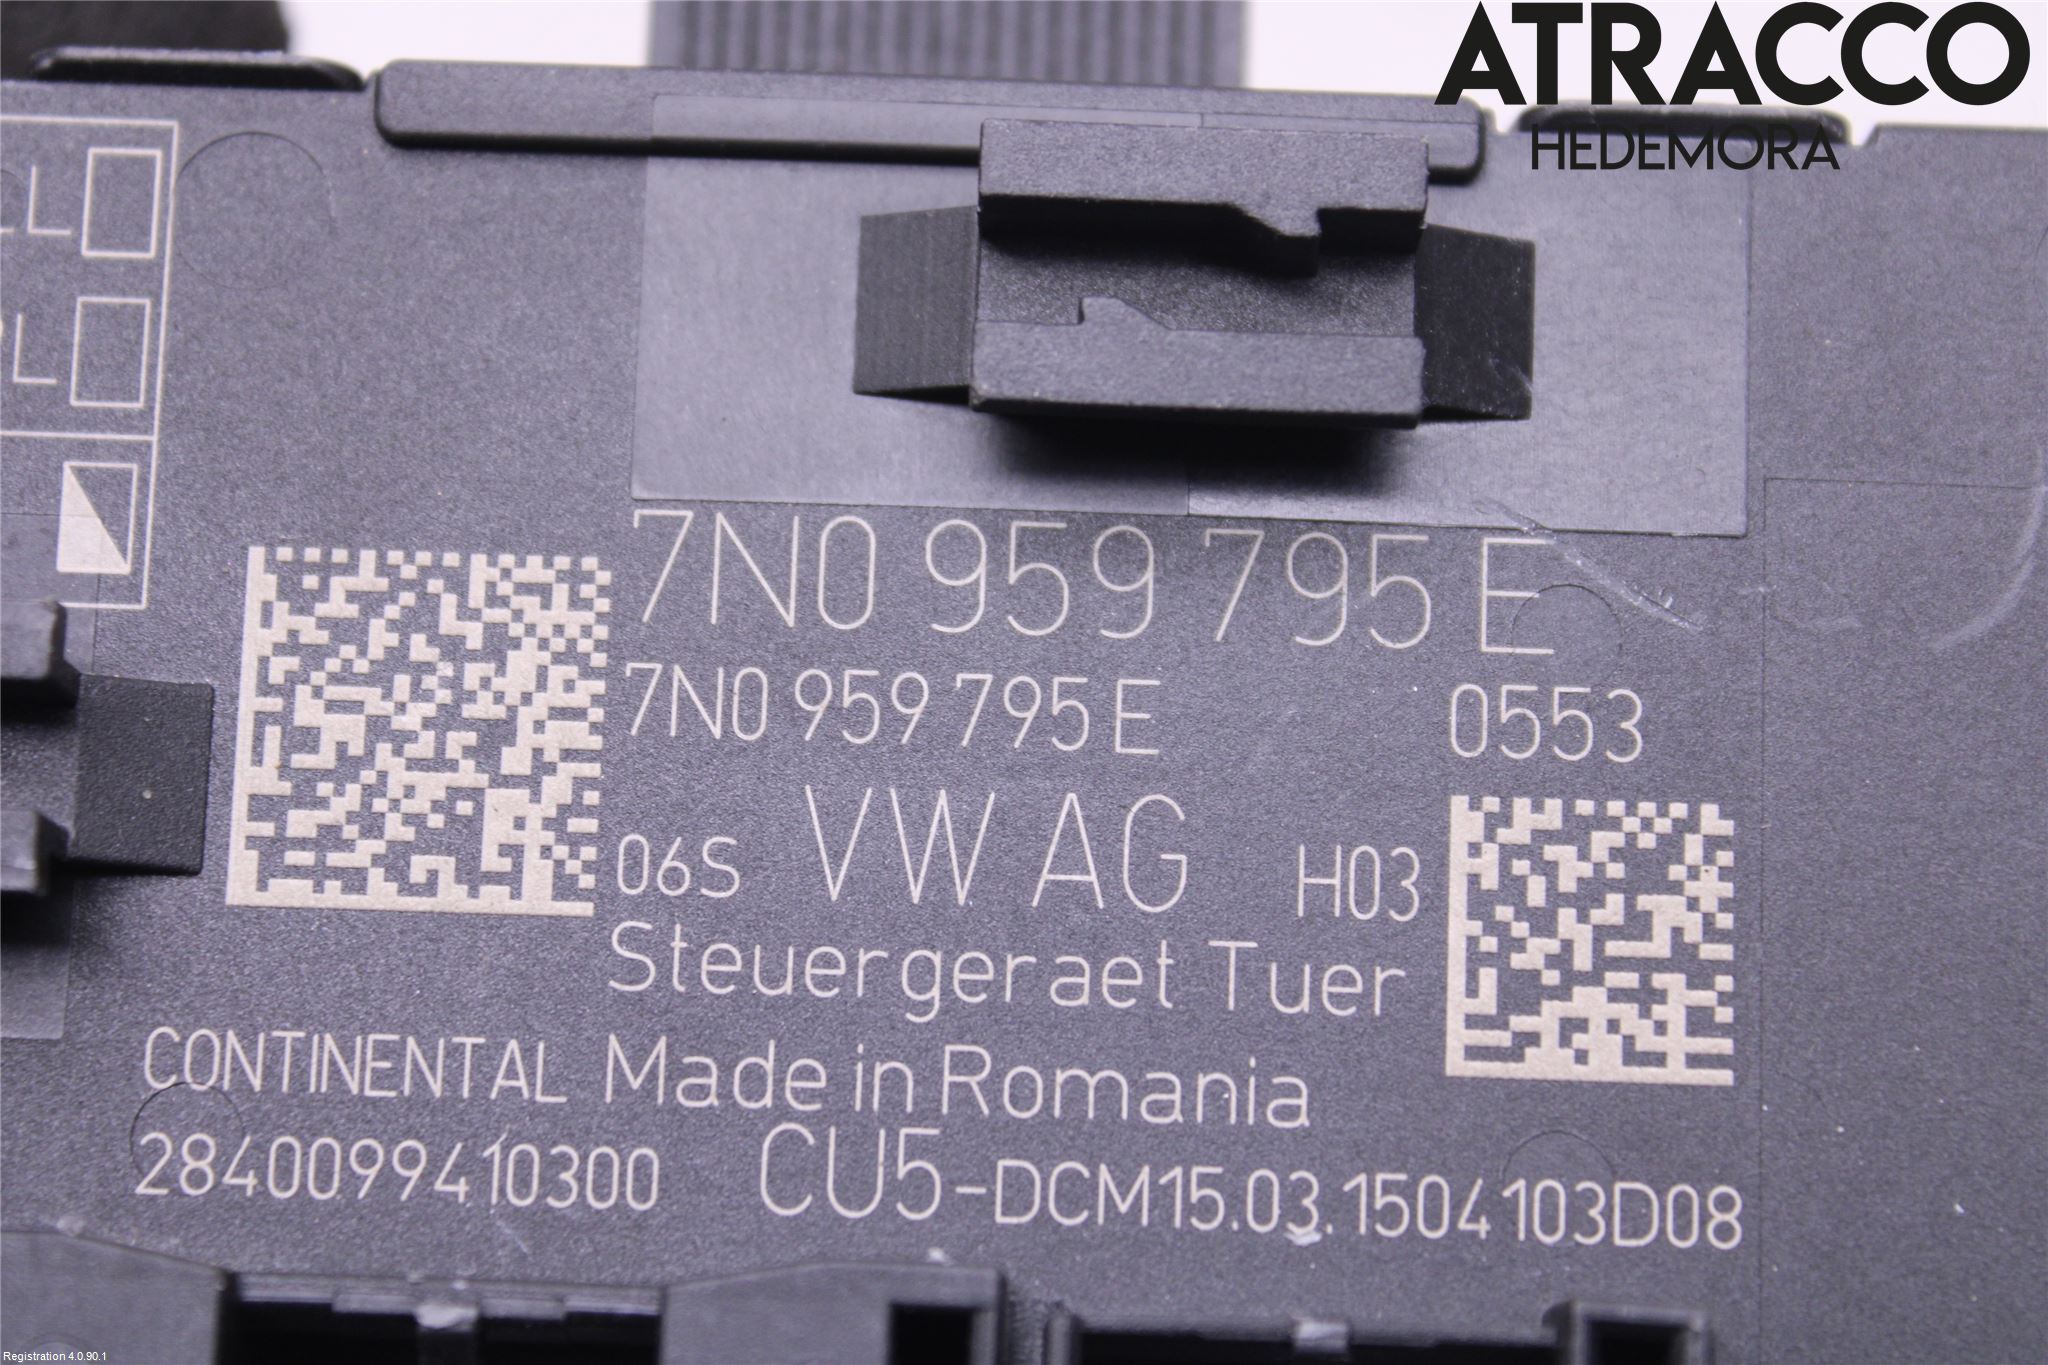 ATRACCO
HEDEMORA
7N0 959 795 E
7N0 959 795 E 0553
06S VW AG H03
Steuergeraet Tuer
CONTINENTAL Made in Romania
2840099410300 CU5-DCM15.03.1504103D08
Registration 4.0.90.1